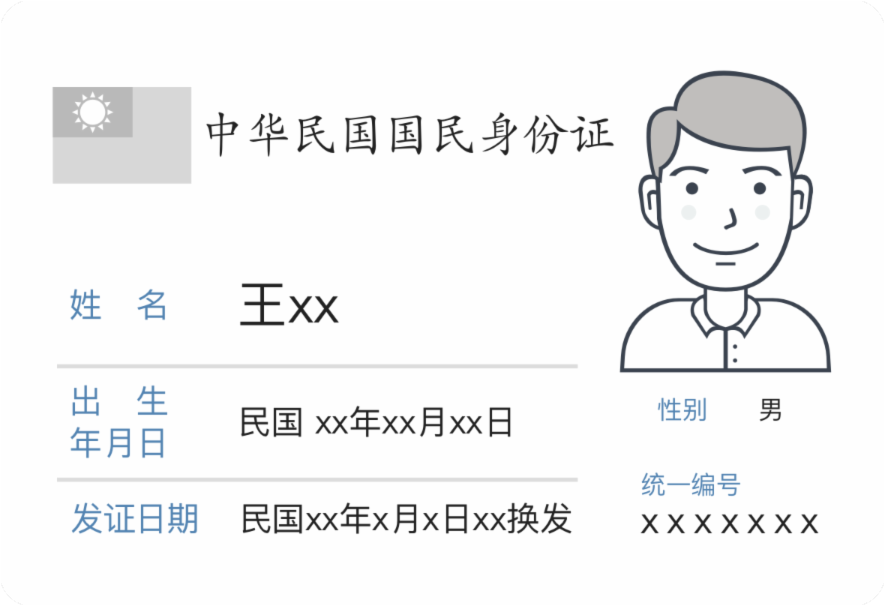 中华民国国民身份证
姓 名 王xx
出 生
年月日 民国 xx年xx月xx日
发证日期 民国xx年x月x日xx换发
性别 男
统一编号
xxxxxxx